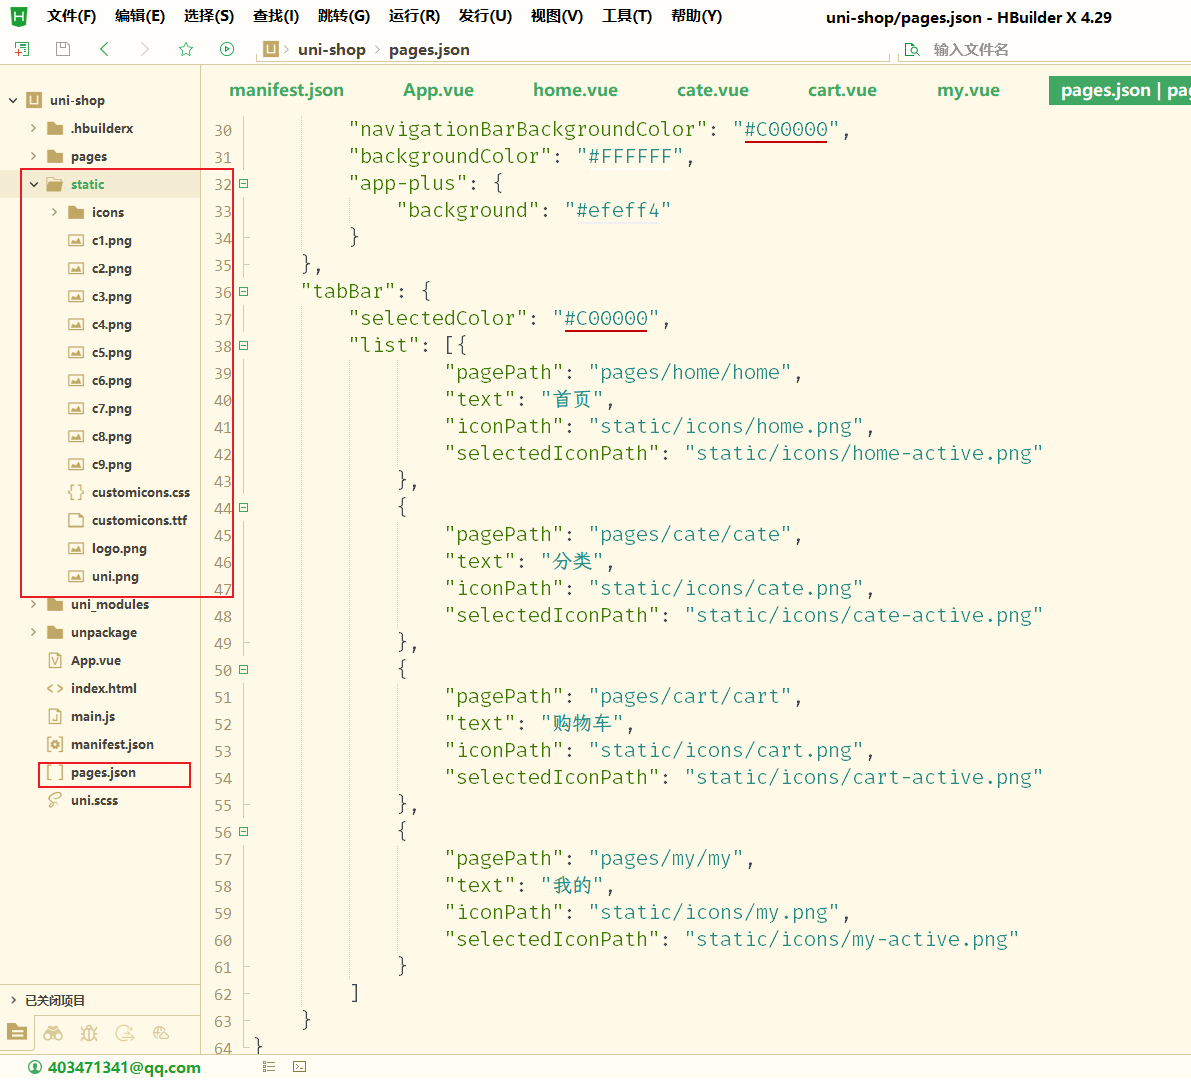 文件(F) 编辑(E) 选择(S) 查找(I) 跳转(G) 运行(R) 发行(U) 视图(V) 工具(T) 帮助(Y) uni-shop/pages.json - HBuilder X 4.29
U uni-shop pages.json 输入文件名
uni-shop
.hbuilderx
pages
static
icons
c1.png
c2.png
c3.png
c4.png
c5.png
c6.png
c7.png
c8.png
c9.png
customicons.css
customicons.ttf
logo.png
uni.png
uni_modules
unpackage
App.vue
index.html
main.js
manifest.json
pages.json
uni.scss
已关闭项目
manifest.json App.vue home.vue cate.vue cart.vue my.vue pages.json | pag
30 "navigationBarBackgroundColor": "#C00000",
31 "backgroundColor": "#FFFFFF",
32 "app-plus": {
33 "background": "#efeff4"
34 }
35 },
36 "tabBar": {
37 "selectedColor": "#C00000",
38 "list": [{
39 "pagePath": "pages/home/home",
40 "text": "首页",
41 "iconPath": "static/icons/home.png",
42 "selectedIconPath": "static/icons/home-active.png"
43 },
44 {
45 "pagePath": "pages/cate/cate",
46 "text": "分类",
47 "iconPath": "static/icons/cate.png",
48 "selectedIconPath": "static/icons/cate-active.png"
49 },
50 {
51 "pagePath": "pages/cart/cart",
52 "text": "购物车",
53 "iconPath": "static/icons/cart.png",
54 "selectedIconPath": "static/icons/cart-active.png"
55 },
56 {
57 "pagePath": "pages/my/my",
58 "text": "我的",
59 "iconPath": "static/icons/my.png",
60 "selectedIconPath": "static/icons/my-active.png"
61 }
62 ]
63 }
64 }
403471341@qq.com